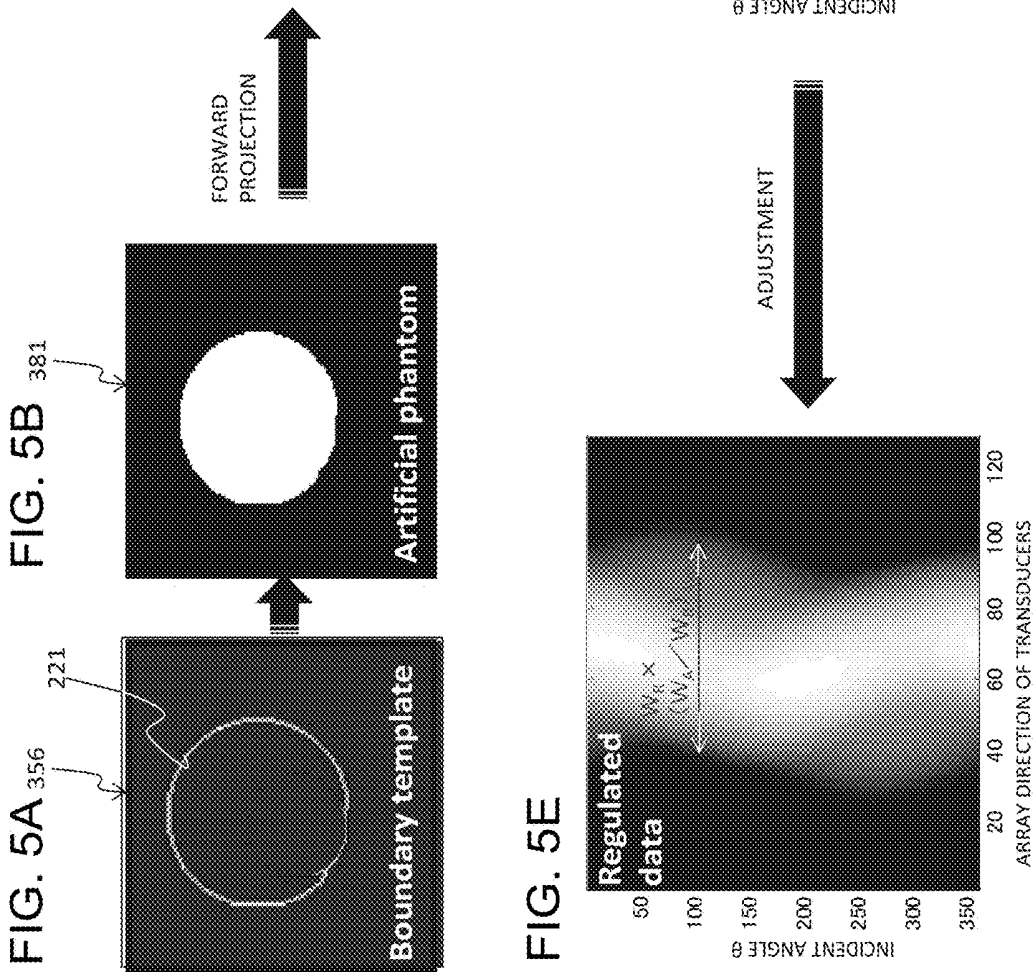 FIG. 5A
356
221
Boundary template
FIG. 5B
381
Artificial phantom
FORWARD
PROJECTION
FIG. 5E
Regulated
data
50
100
150
200
250
300
350
INCIDENT ANGLE θ
20
40
60
80
100
120
ARRAY DIRECTION OF TRANSDUCERS
ADJUSTMENT
INCIDENT ANGLE θ